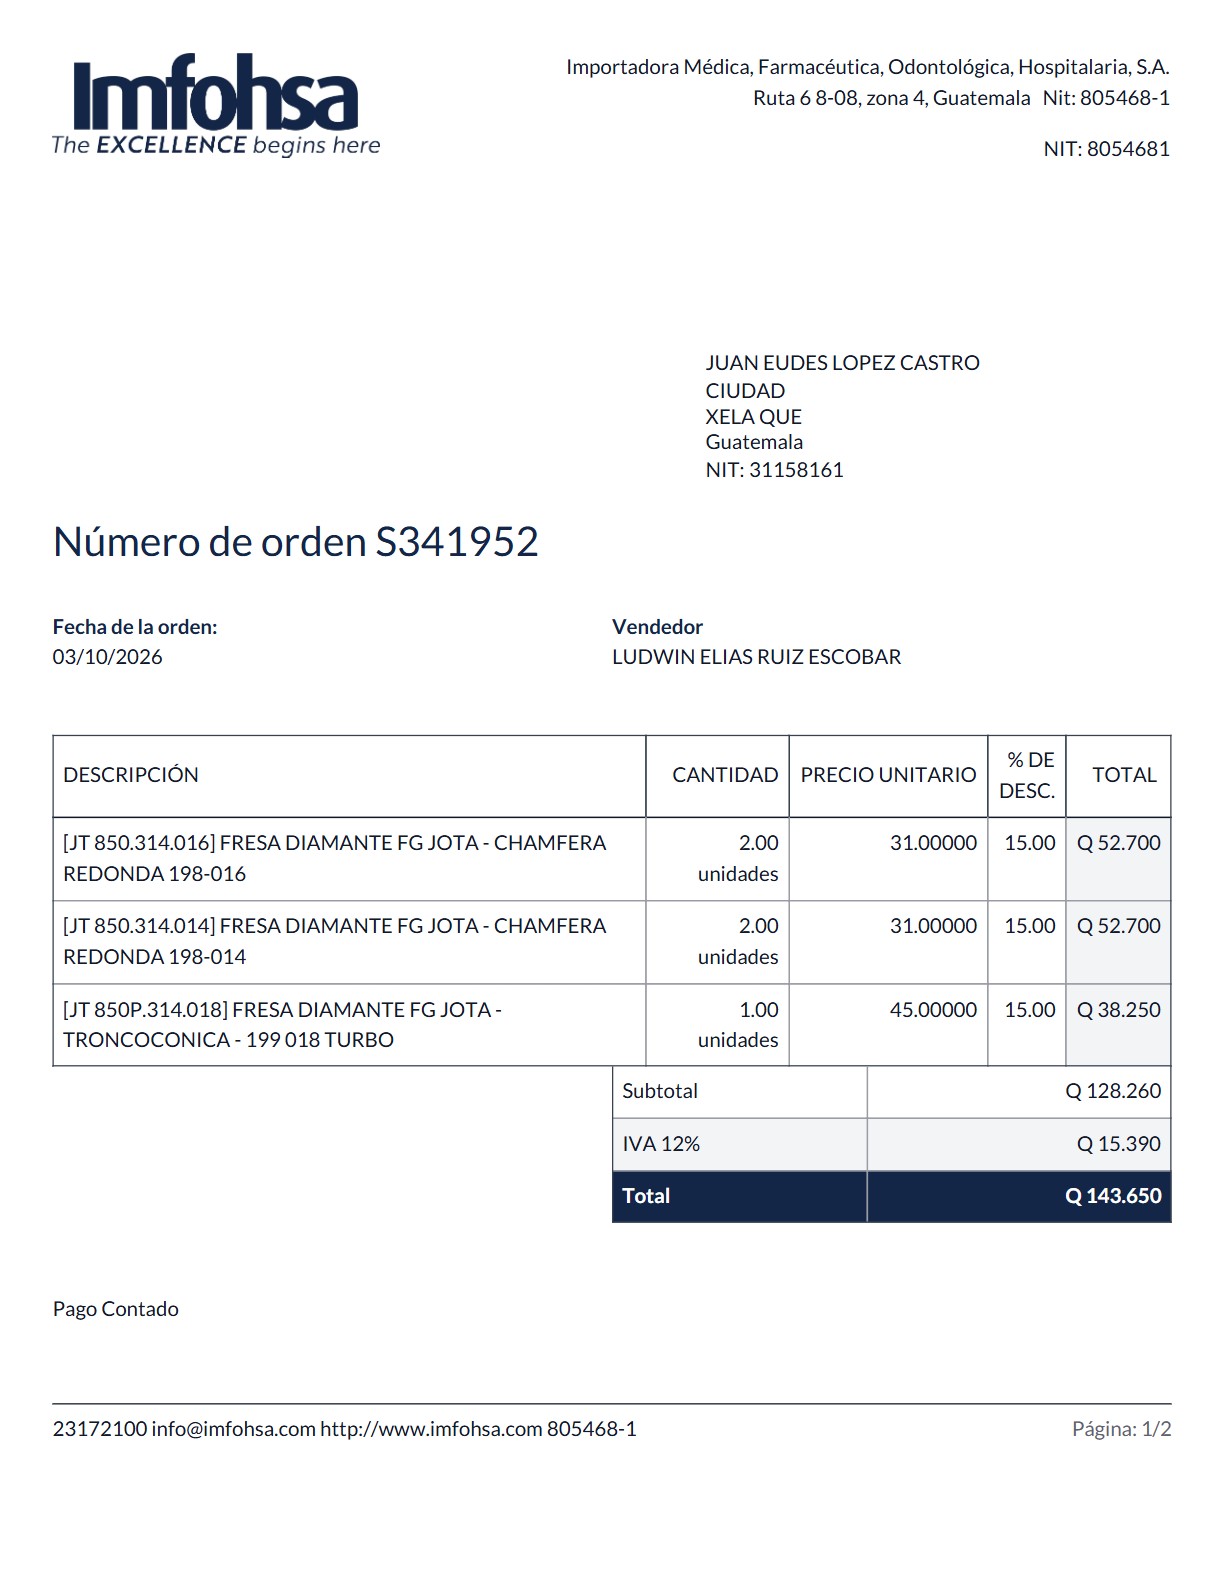 Imfohsa
The EXCELLENCE begins here
Importadora Médica, Farmacéutica, Odontológica, Hospitalaria, S.A.
Ruta 6 8-08, zona 4, Guatemala Nit: 805468-1
NIT: 8054681
JUAN EUDES LOPEZ CASTRO
CIUDAD
XELA QUE
Guatemala
NIT: 31158161
Número de orden S341952
Fecha de la orden:
03/10/2026
Vendedor
LUDWIN ELIAS RUIZ ESCOBAR
DESCRIPCIÓN CANTIDAD PRECIO UNITARIO % DE DESC. TOTAL
[JT 850.314.016] FRESA DIAMANTE FG JOTA - CHAMFERA 2.00 31.00000 15.00 Q 52.700
REDONDA 198-016 unidades
[JT 850.314.014] FRESA DIAMANTE FG JOTA - CHAMFERA 2.00 31.00000 15.00 Q 52.700
REDONDA 198-014 unidades
[JT 850P.314.018] FRESA DIAMANTE FG JOTA - 1.00 45.00000 15.00 Q 38.250
TRONCOCONICA - 199 018 TURBO unidades
Subtotal Q 128.260
IVA 12% Q 15.390
Total Q 143.650
Pago Contado
23172100 info@imfohsa.com http://www.imfohsa.com 805468-1 Página: 1/2